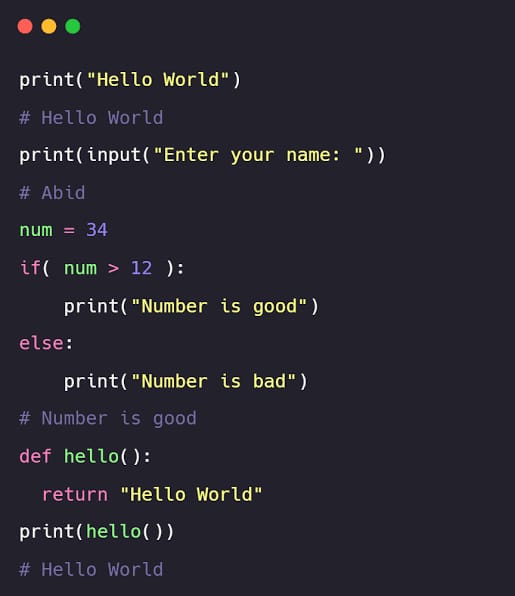 print("Hello World")
# Hello World
print(input("Enter your name: "))
# Abid
num = 34
if( num > 12 ):
    print("Number is good")
else:
    print("Number is bad")
# Number is good
def hello():
  return "Hello World"
print(hello())
# Hello World